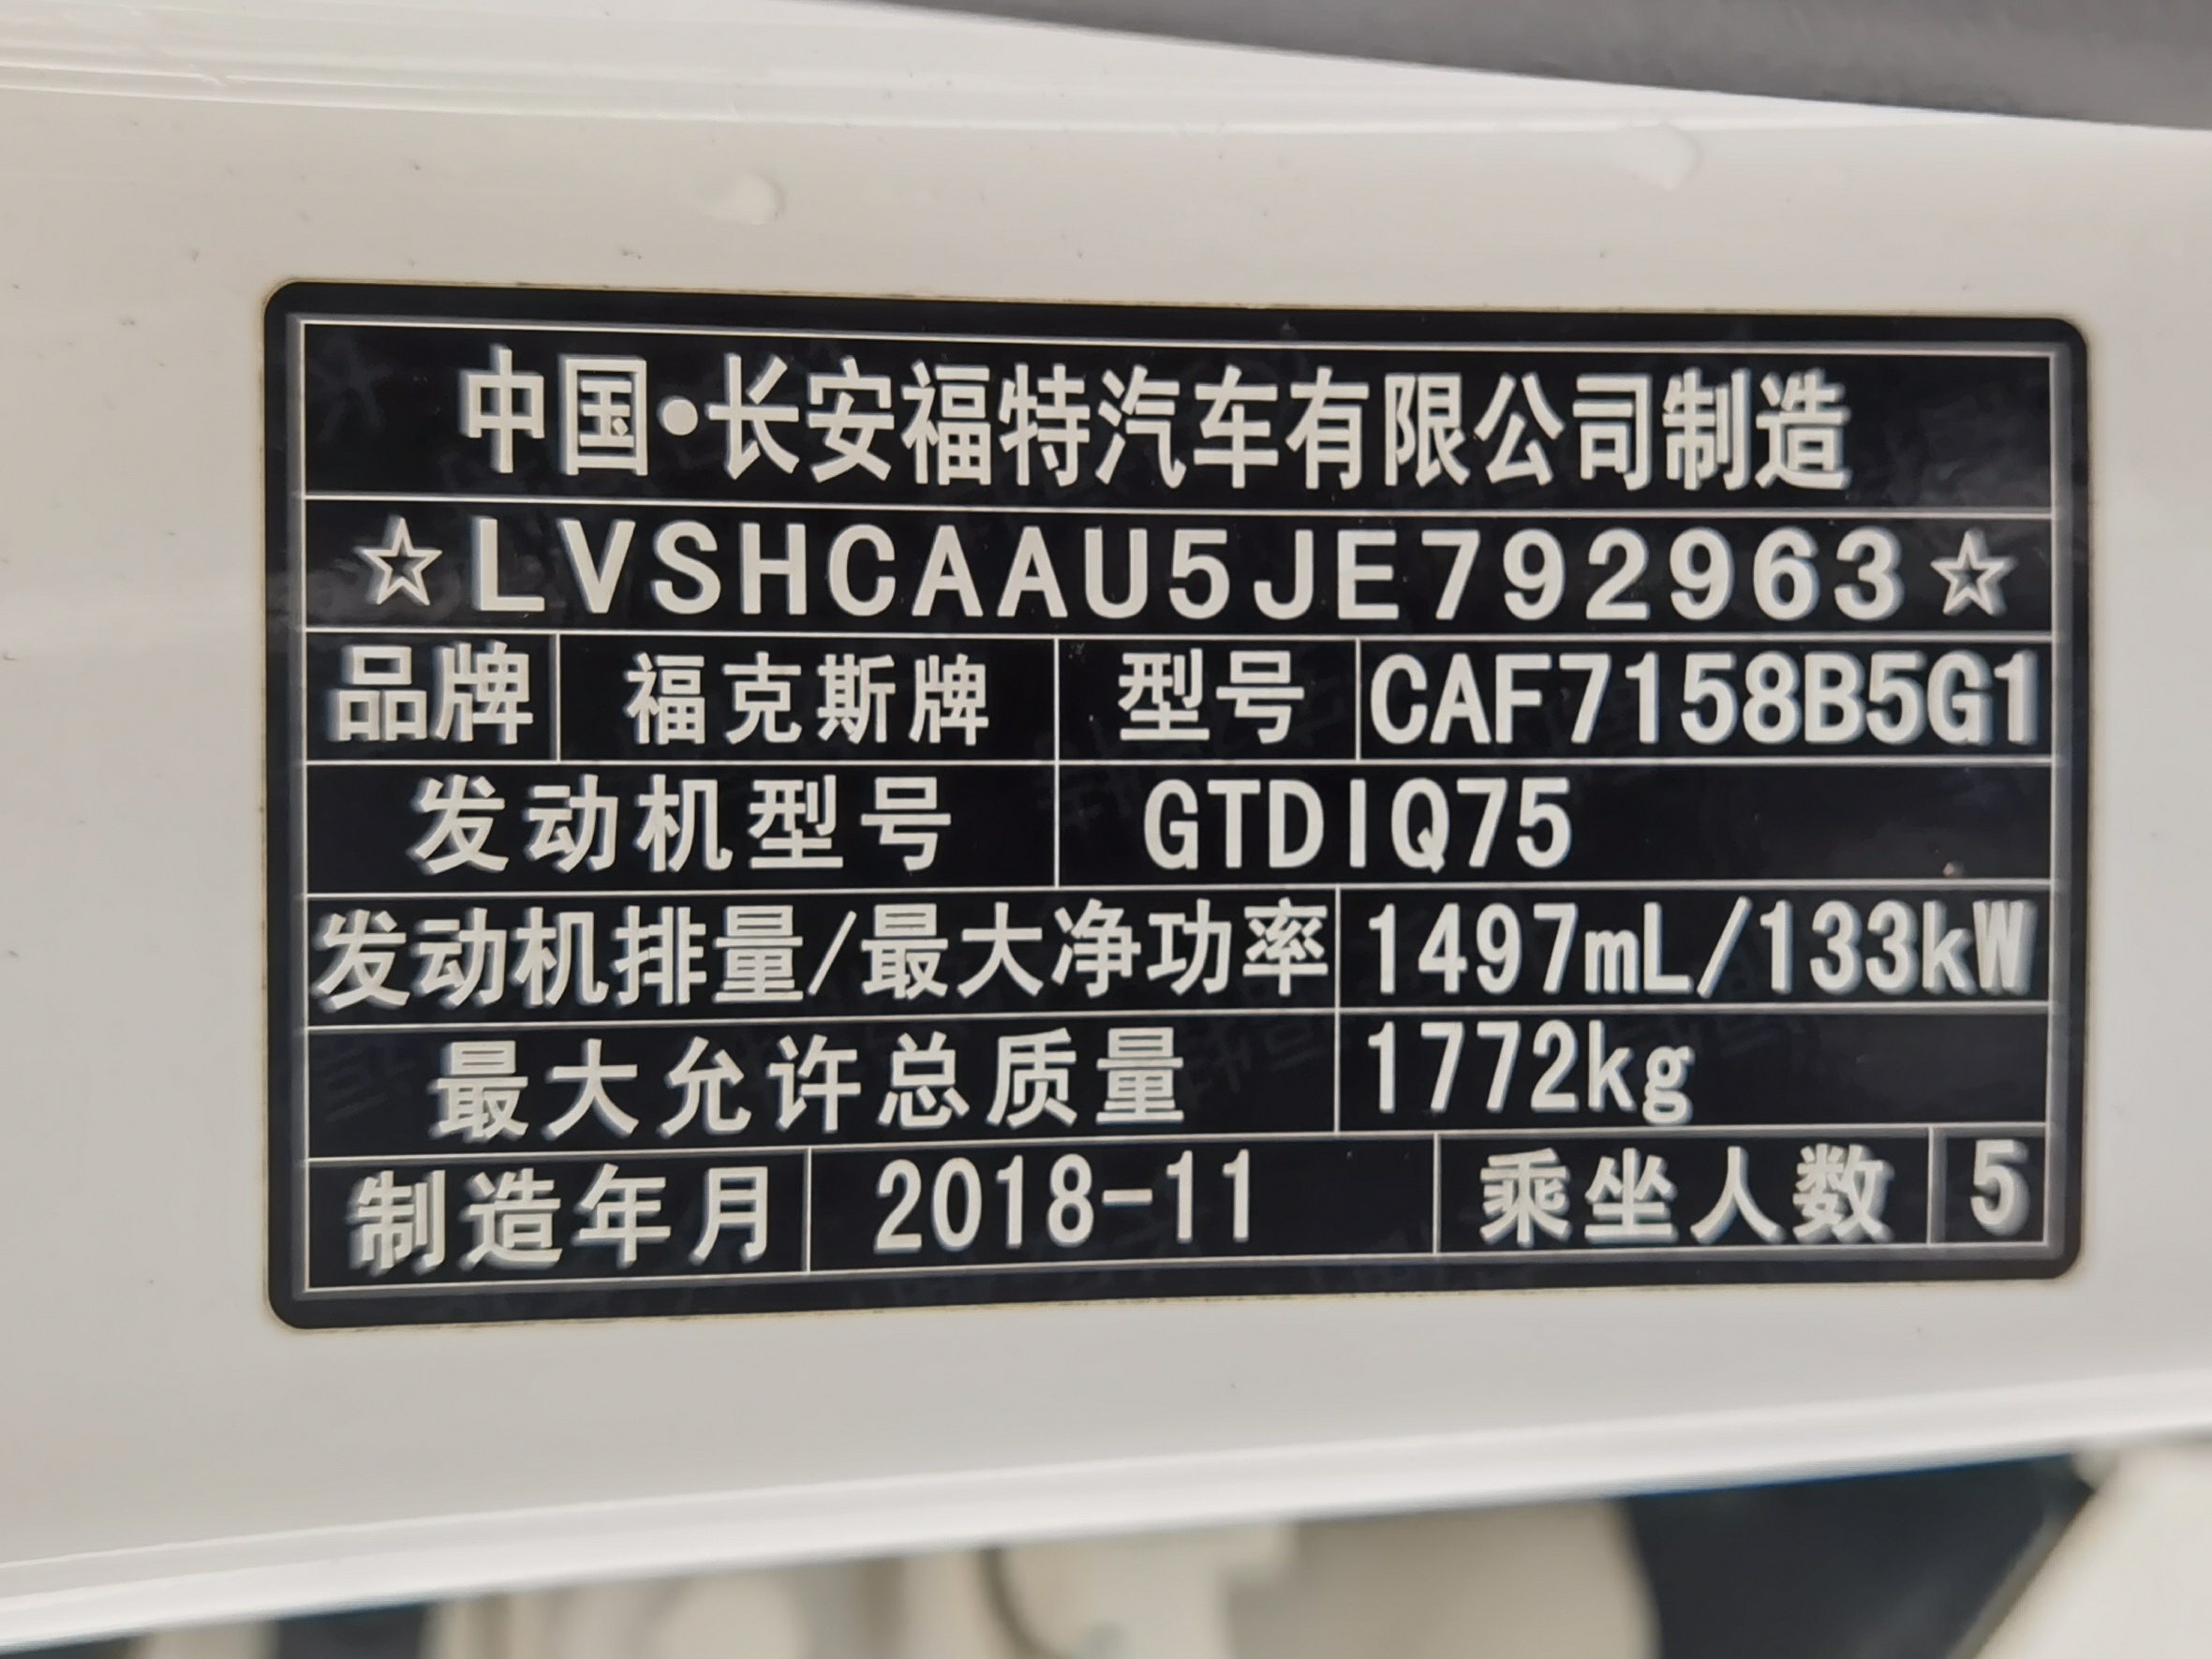 中国·长安福特汽车有限公司制造
☆LVSHCAAU5JE792963☆
品牌 福克斯牌 型号 CAF7158B5G1
发动机型号 GTDIQ75
发动机排量/最大净功率 1497mL/133kW
最大允许总质量 1772kg
制造年月 2018-11 乘坐人数 5